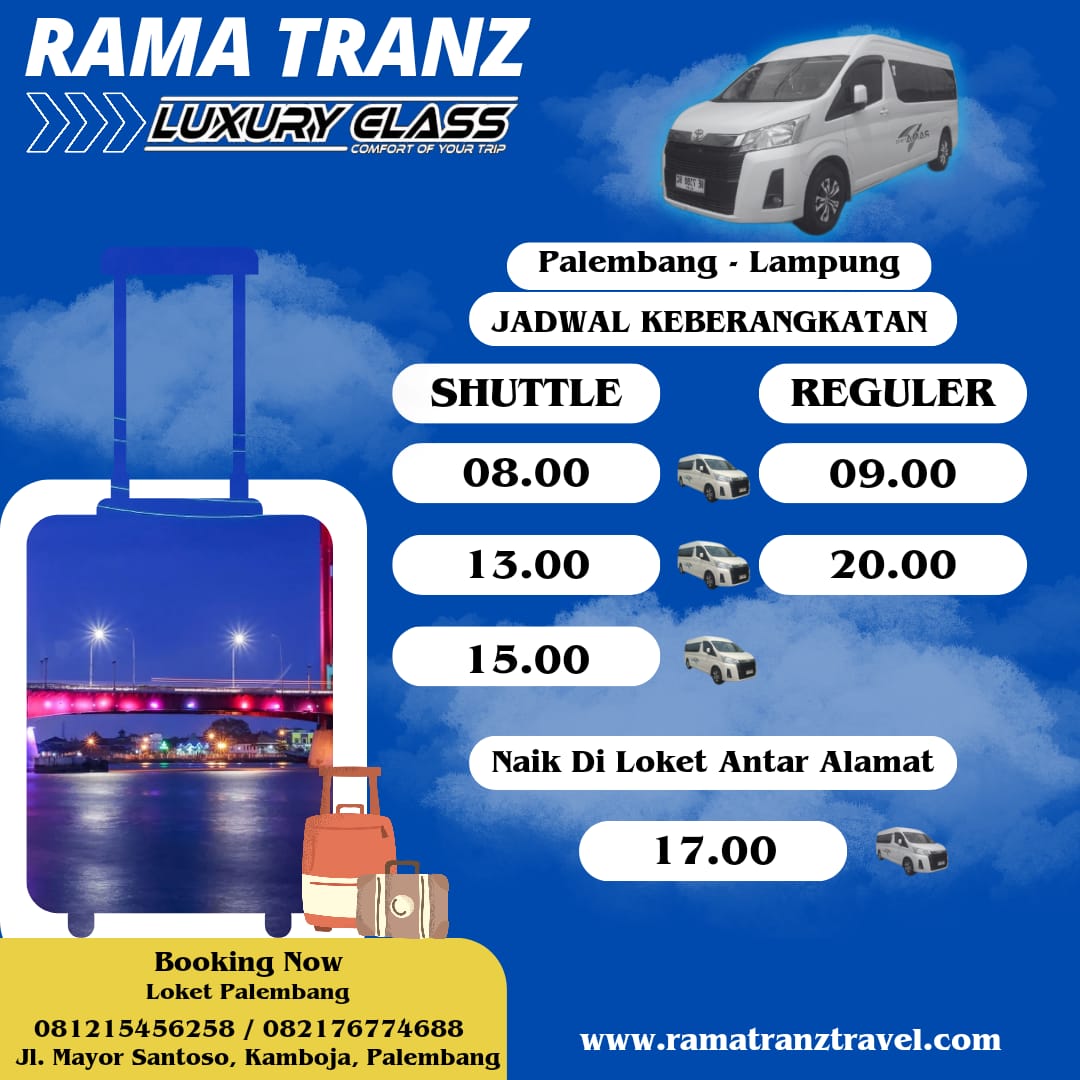 RAMA TRANZ
LUXURY CLASS
COMFORT OF YOUR TRIP
Palembang - Lampung
JADWAL KEBERANGKATAN
SHUTTLE
REGULER
08.00
09.00
13.00
20.00
15.00
Naik Di Loket Antar Alamat
17.00
Booking Now
Loket Palembang
081215456258 / 082176774688
Jl. Mayor Santoso, Kamboja, Palembang
www.ramatranztravel.com